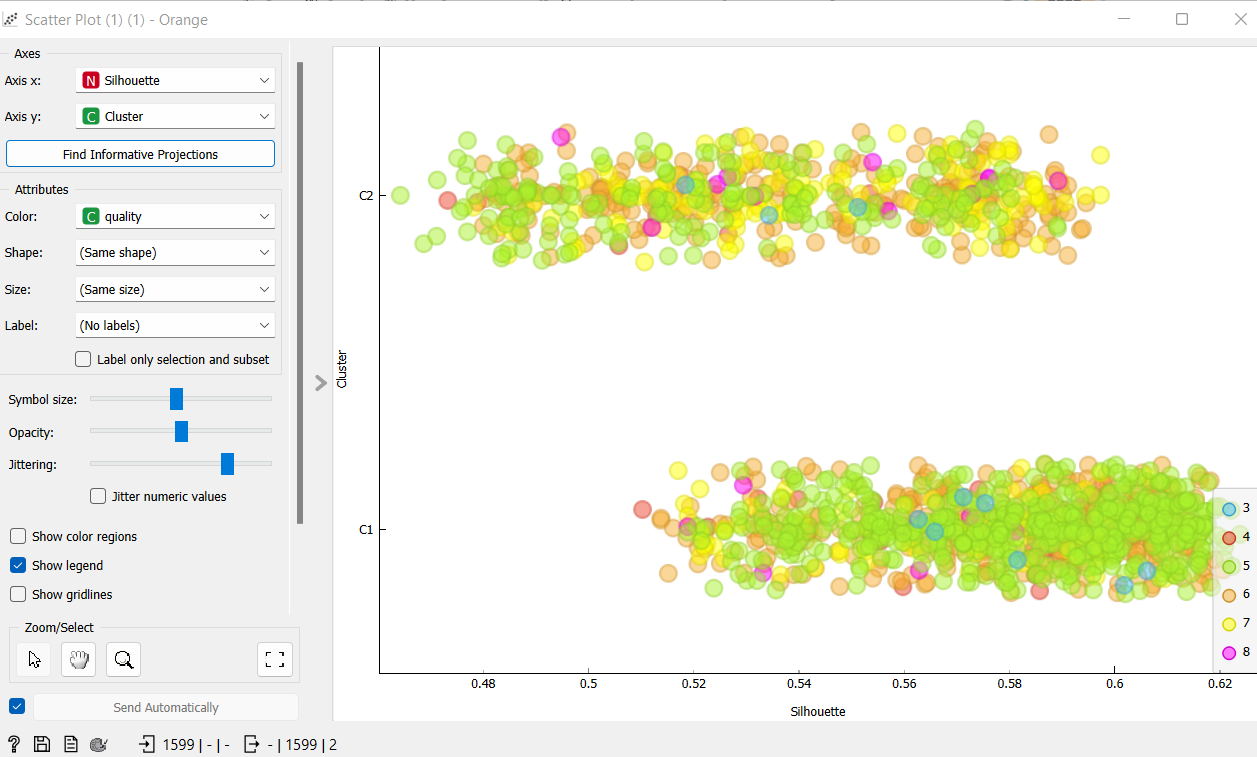 Scatter Plot (1) (1) - Orange
Axes
Axis x: N Silhouette
Axis y: C Cluster
Find Informative Projections
Attributes
Color: C quality
Shape: (Same shape)
Size: (Same size)
Label: (No labels)
Label only selection and subset
Symbol size:
Opacity:
Jittering:
Jitter numeric values
Show color regions
Show legend
Show gridlines
Zoom/Select
Send Automatically
? 1599 | - | - - | 1599 | 2
C2
Cluster
C1
3
4
5
6
7
8
0.48 0.5 0.52 0.54 0.56 0.58 0.6 0.62
Silhouette